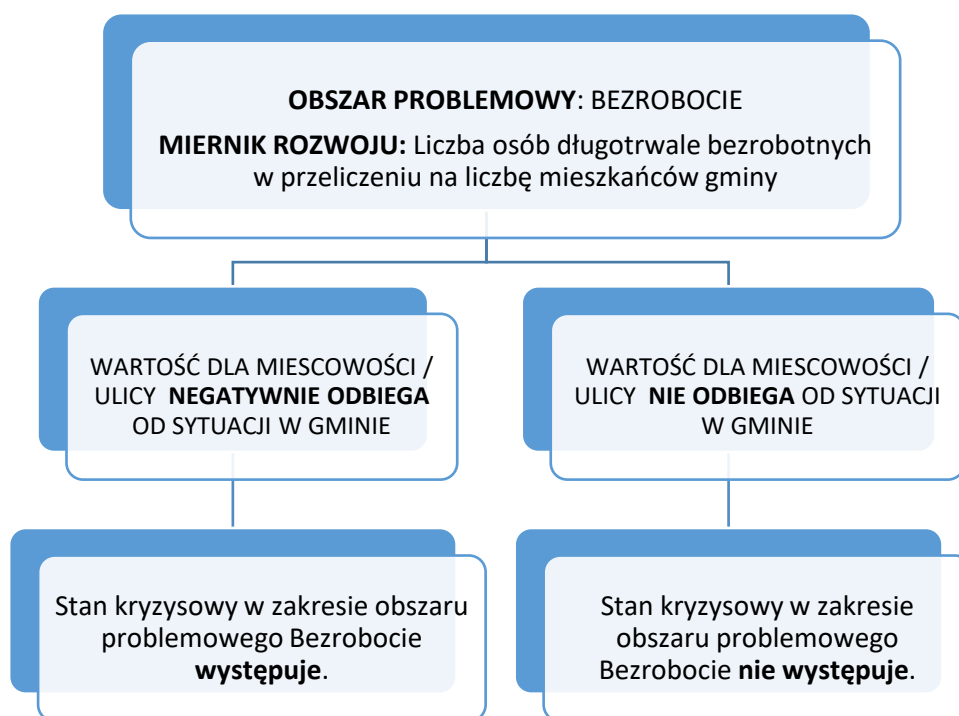 OBSZAR PROBLEMOWY: BEZROBOCIE
MIERNIK ROZWOJU: Liczba osób długotrwale bezrobotnych
w przeliczeniu na liczbę mieszkańców gminy
WARTOŚĆ DLA MIESCOWOŚCI /
ULICY NEGATYWNIE ODBIEGA
OD SYTUACJI W GMINIE
WARTOŚĆ DLA MIESCOWOŚCI /
ULICY NIE ODBIEGA OD SYTUACJI
W GMINIE
Stan kryzysowy w zakresie obszaru
problemowego Bezrobocie
występuje.
Stan kryzysowy w zakresie
obszaru problemowego
Bezrobocie nie występuje.